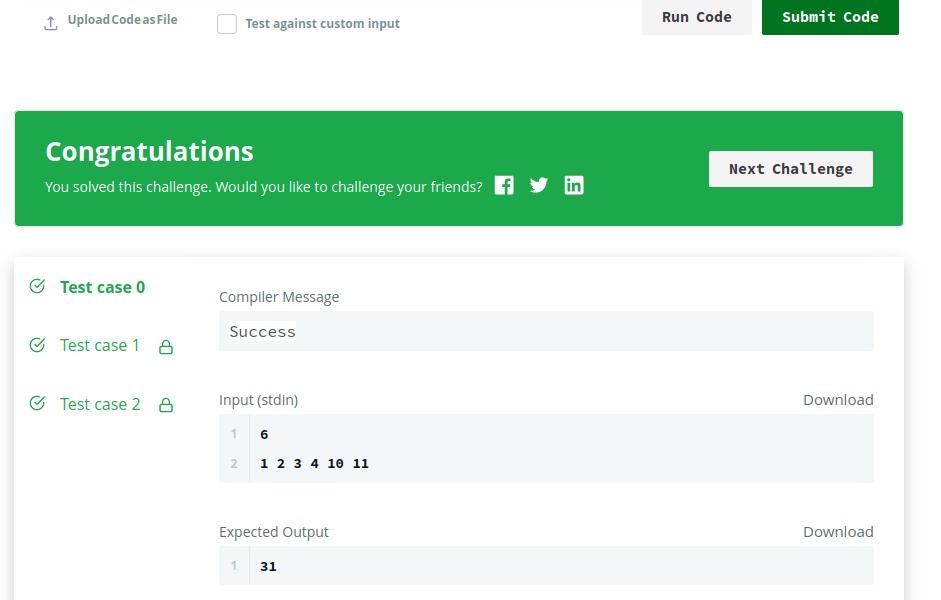 Upload Code as File
Test against custom input
Run Code
Submit Code
Congratulations
You solved this challenge. Would you like to challenge your friends?
Next Challenge
Test case 0
Test case 1
Test case 2
Compiler Message
Success
Input (stdin)
Download
1 6
2 1 2 3 4 10 11
Expected Output
Download
1 31